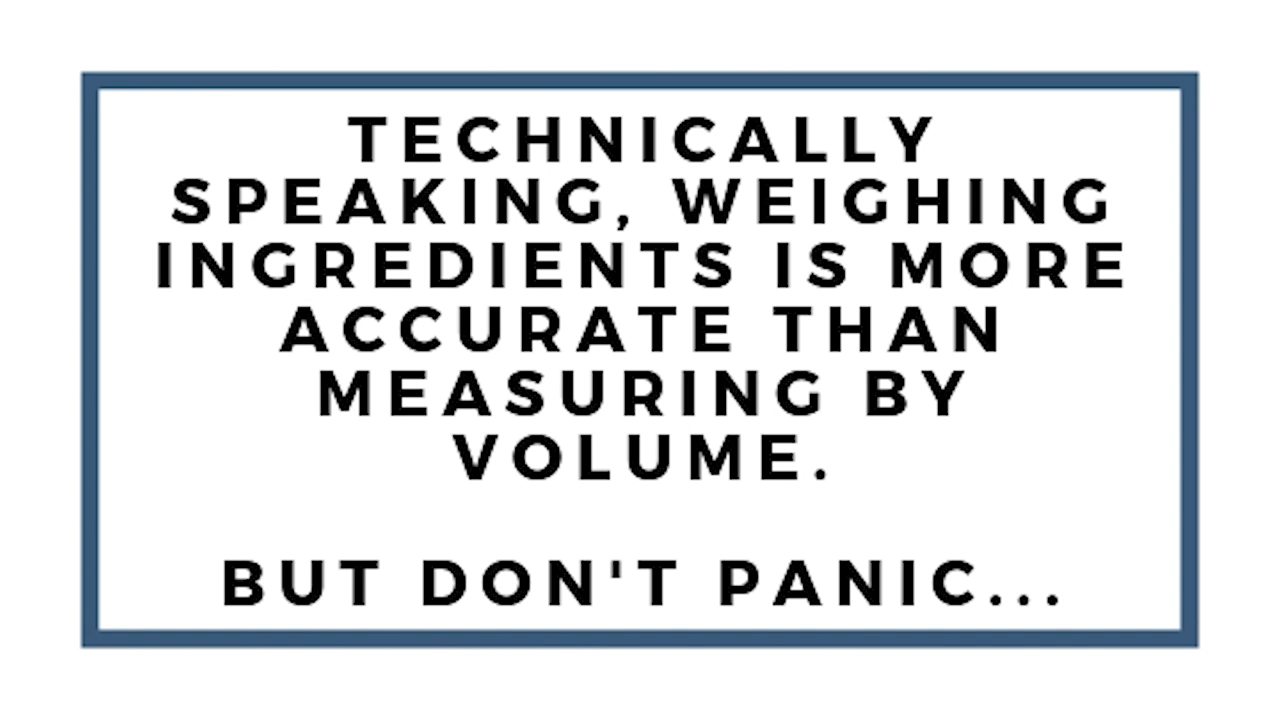 TECHNICALLY
SPEAKING, WEIGHING
INGREDIENTS IS MORE
ACCURATE THAN
MEASURING BY
VOLUME.
BUT DON'T PANIC...